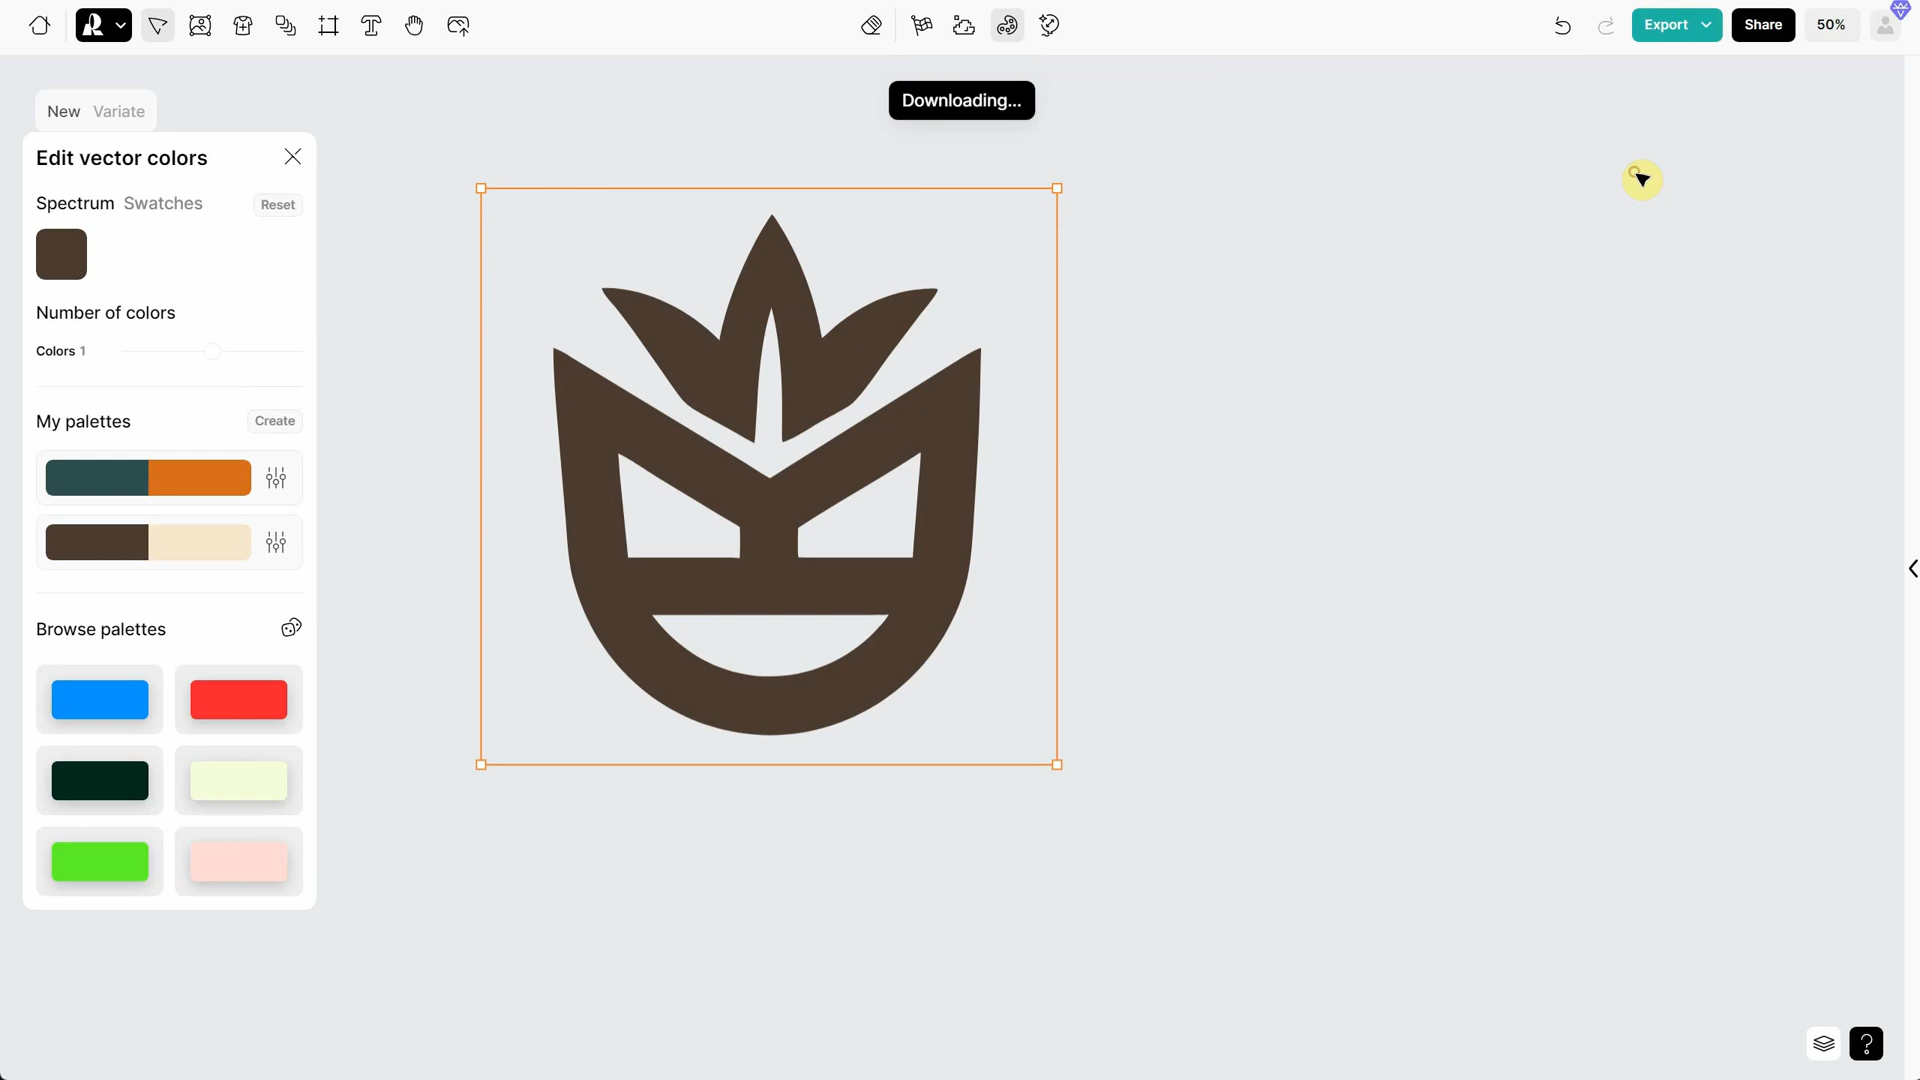 Export
Share
50%
Downloading...
New Variate
Edit vector colors
Spectrum Swatches
Reset
Number of colors
Colors 1
My palettes
Create
Browse palettes
?